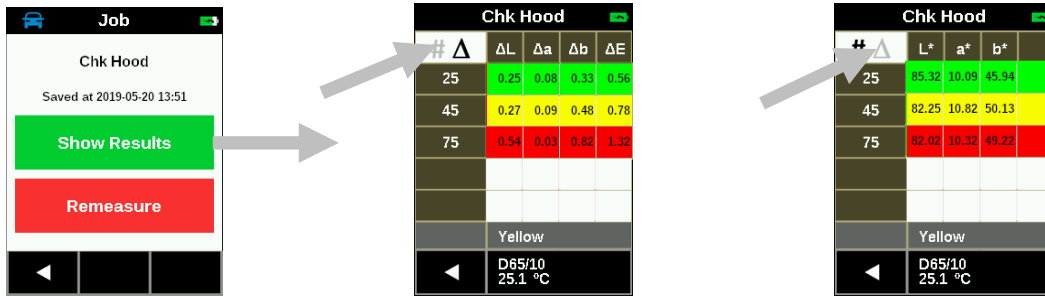 Job
Chk Hood
Saved at 2019-05-20 13:51
Show Results
Remeasure
Chk Hood
# Δ ΔL Δa Δb ΔE
25 0.25 0.08 0.33 0.56
45 0.27 0.09 0.48 0.78
75 0.54 0.03 0.82 1.32
Yellow
D65/10
25.1 ºC
Chk Hood
# Δ L* a* b*
25 85.32 10.09 45.94
45 82.25 10.82 50.13
75 82.02 10.32 49.22
Yellow
D65/10
25.1 ºC